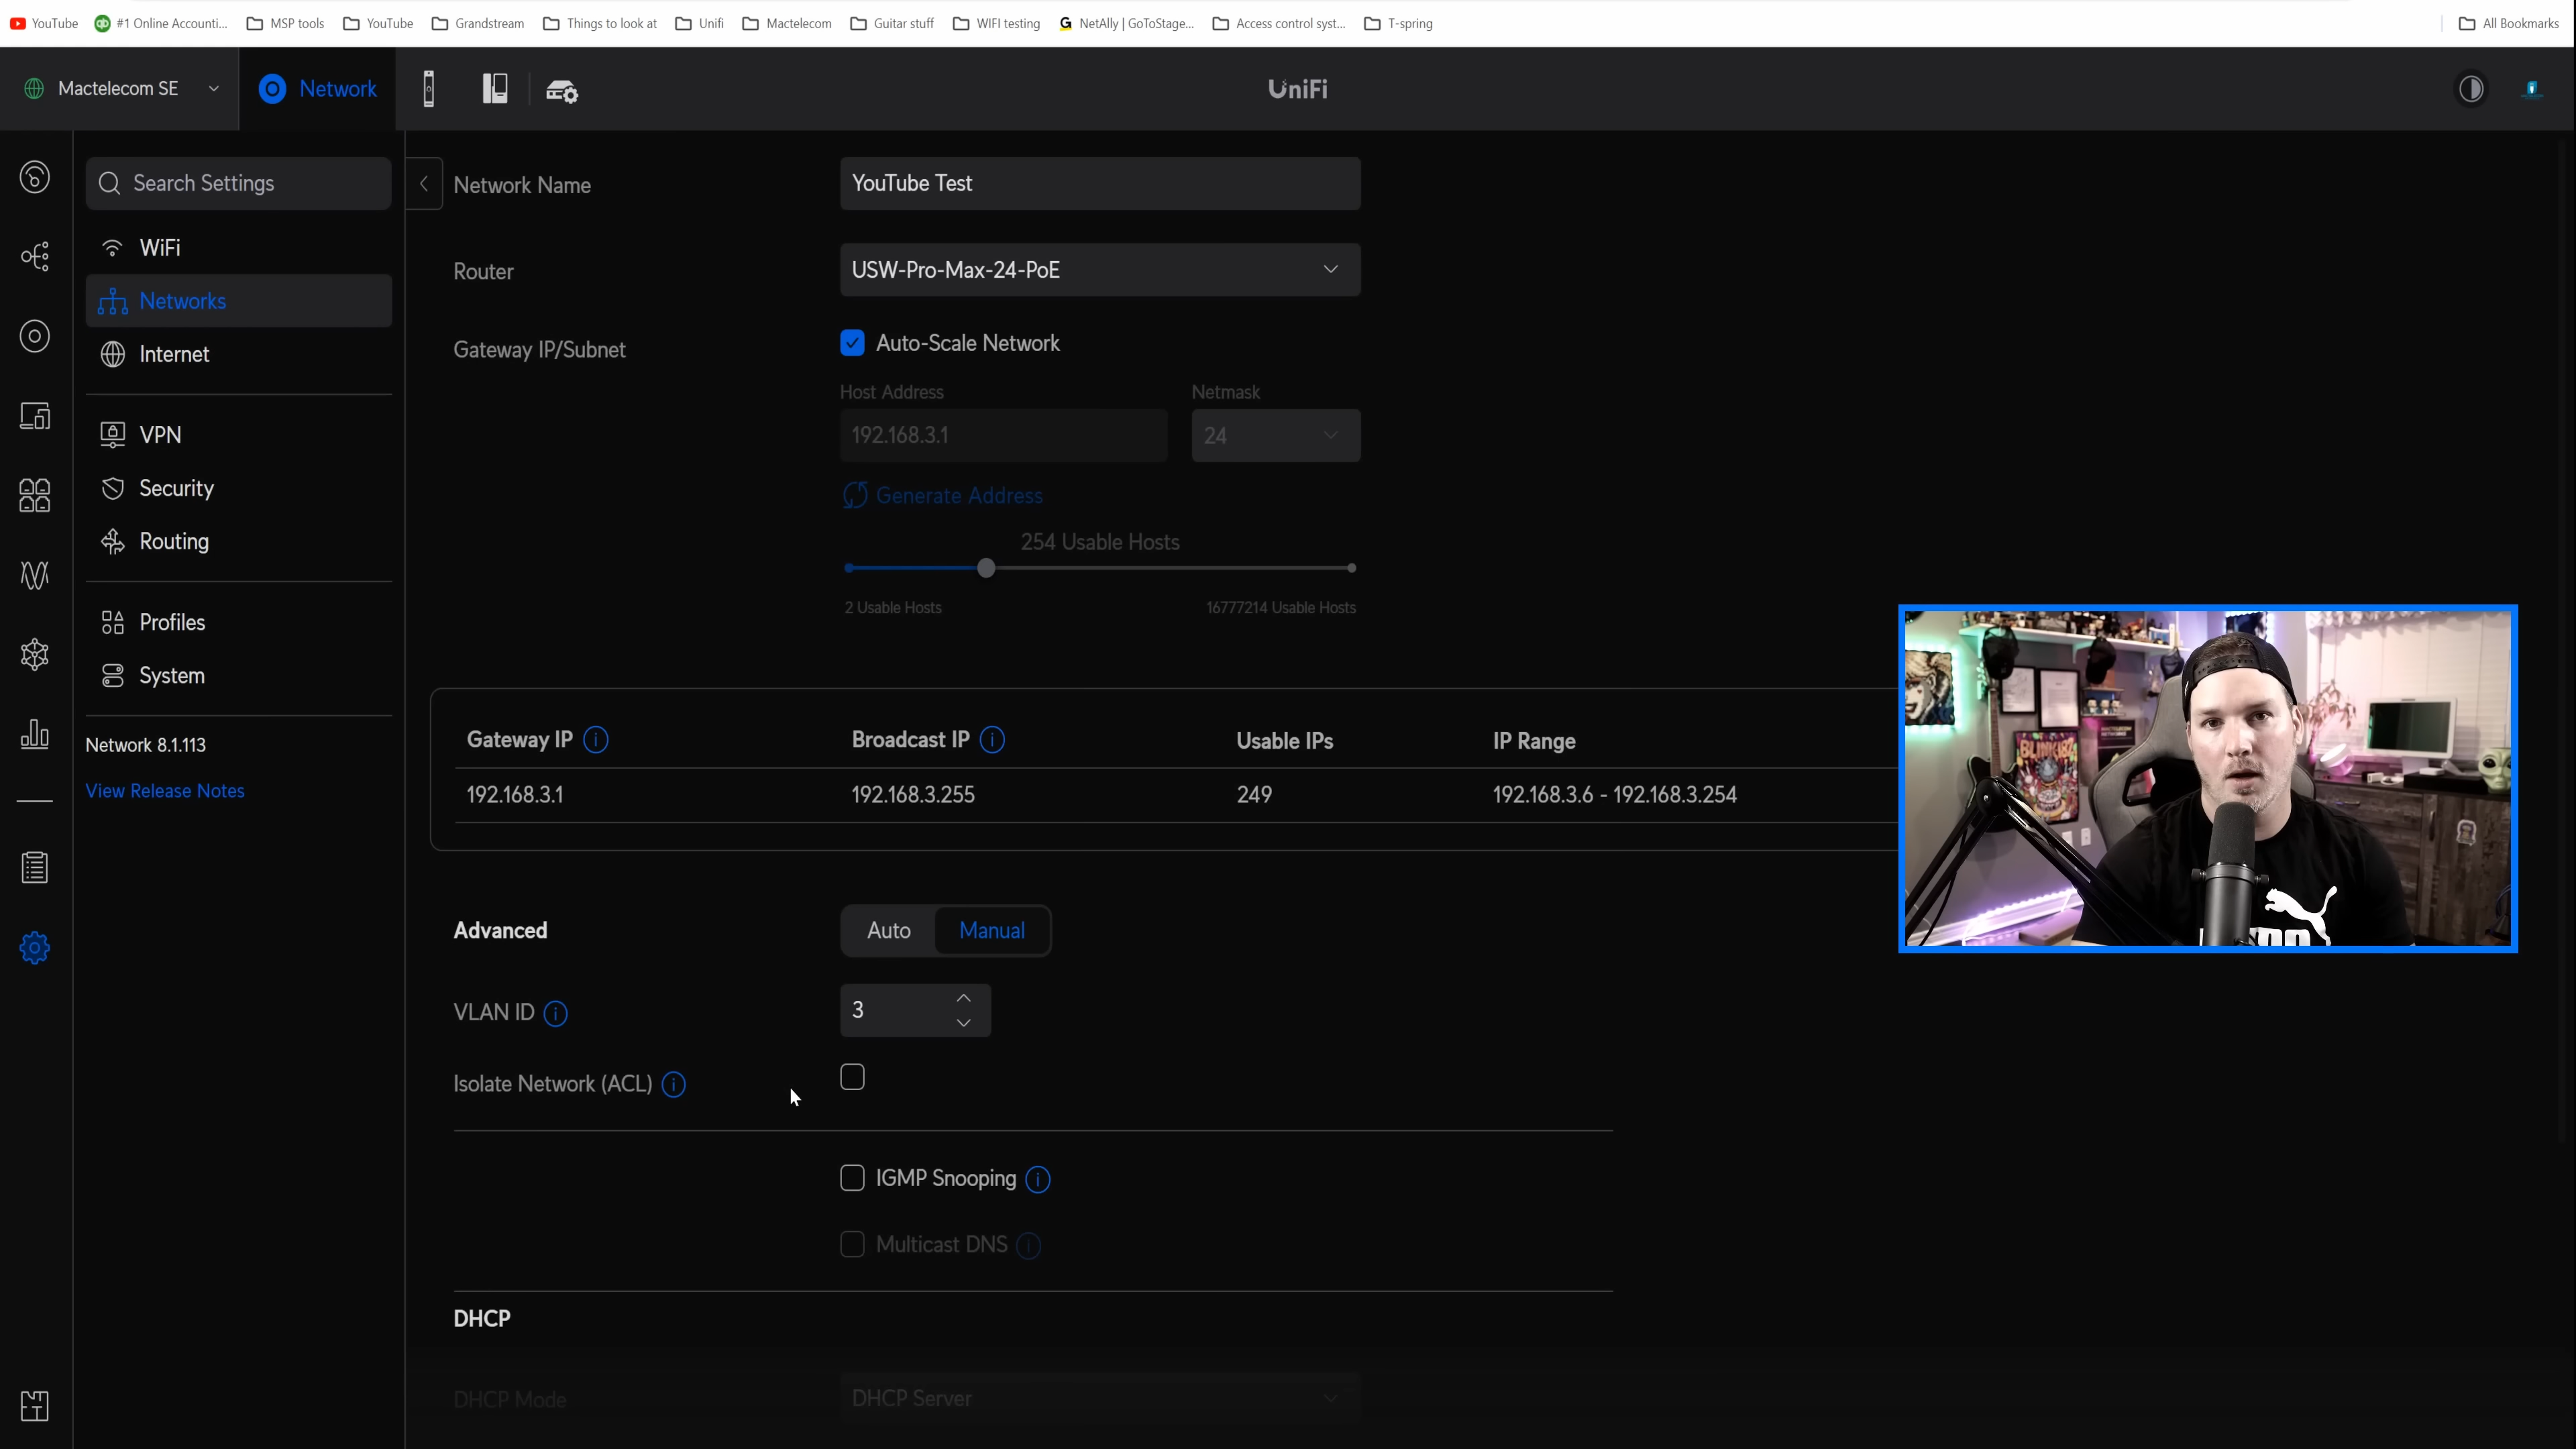 YouTube #1 Online Accounti... MSP tools YouTube Grandstream Things to look at Unifi Mactelecom Guitar stuff WIFI testing NetAlly | GoToStage... Access control syst... T-spring All Bookmarks
Mactelecom SE Network UniFi
Search Settings
WiFi
Networks
Internet
VPN
Security
Routing
Profiles
System
Network 8.1.113
View Release Notes
Network Name YouTube Test
Router USW-Pro-Max-24-PoE
Gateway IP/Subnet Auto-Scale Network
Host Address Netmask
192.168.3.1 24
Generate Address
254 Usable Hosts
2 Usable Hosts 16777214 Usable Hosts
Gateway IP Broadcast IP Usable IPs IP Range
192.168.3.1 192.168.3.255 249 192.168.3.6 - 192.168.3.254
Advanced Auto Manual
VLAN ID 3
Isolate Network (ACL)
IGMP Snooping
Multicast DNS
DHCP
DHCP Mode DHCP Server